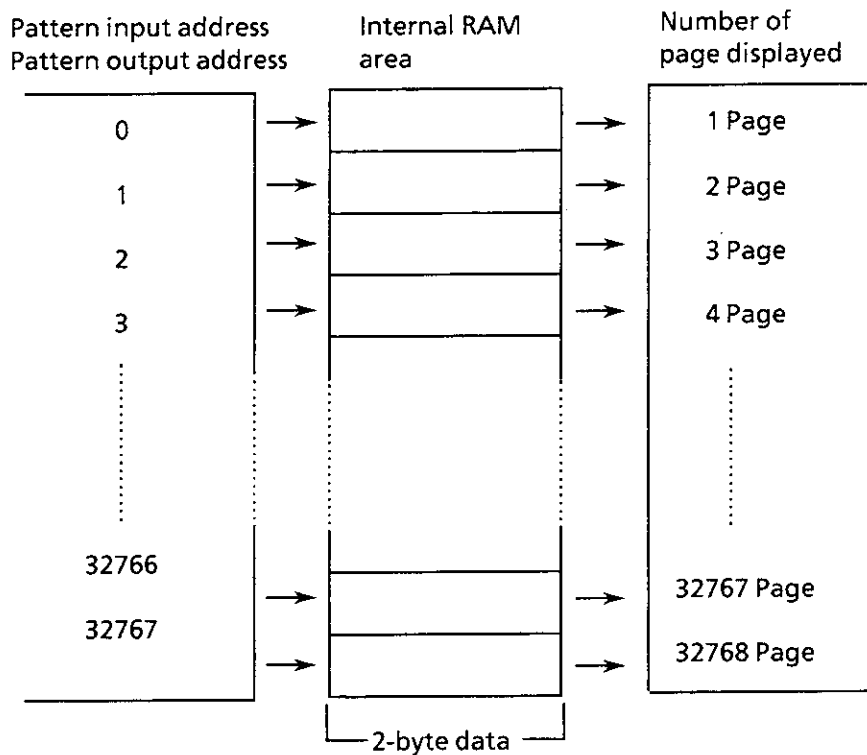 Pattern input address
Pattern output address
Internal RAM
area
Number of
page displayed
0
1 Page
1
2 Page
2
3 Page
3
4 Page
32766
32767 Page
32767
32768 Page
2-byte data